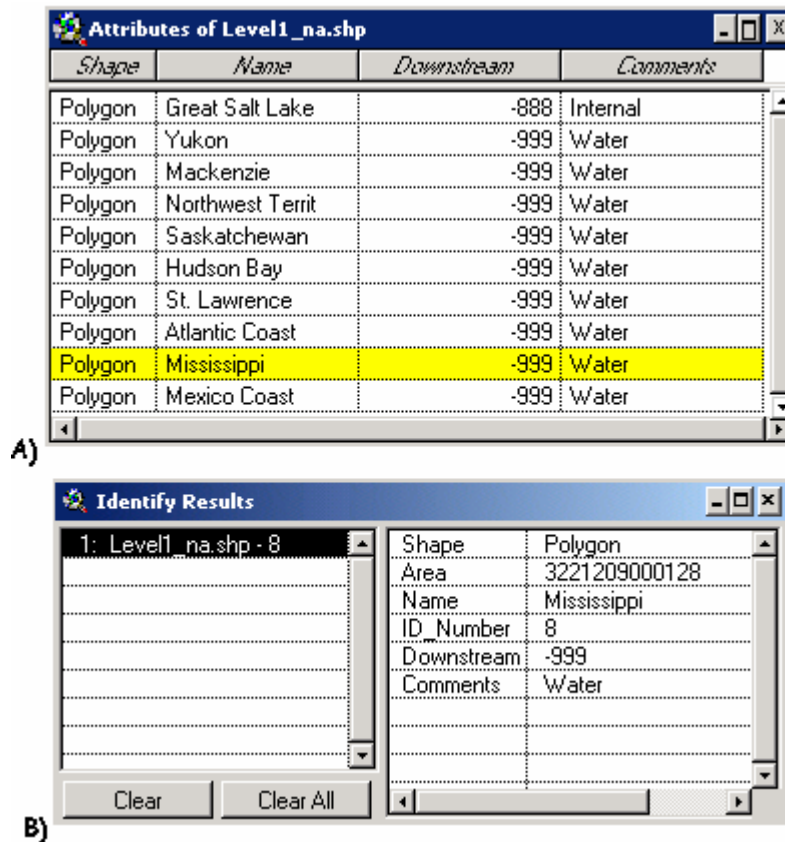 Attributes of Level1_na.shp
Shape Name Downstream Comments
Polygon Great Salt Lake -888 Internal
Polygon Yukon -999 Water
Polygon Mackenzie -999 Water
Polygon Northwest Territ -999 Water
Polygon Saskatchewan -999 Water
Polygon Hudson Bay -999 Water
Polygon St. Lawrence -999 Water
Polygon Atlantic Coast -999 Water
Polygon Mississippi -999 Water
Polygon Mexico Coast -999 Water
A)
Identify Results
1: Level1_na.shp - 8
Shape Polygon
Area 3221209000128
Name Mississippi
ID_Number 8
Downstream -999
Comments Water
Clear Clear All
B)